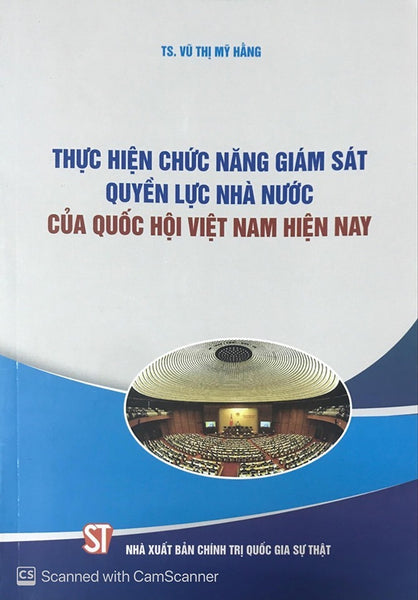 TS. VŨ THỊ MỸ HẰNG
THỰC HIỆN CHỨC NĂNG GIÁM SÁT
QUYỀN LỰC NHÀ NƯỚC
CỦA QUỐC HỘI VIỆT NAM HIỆN NAY
ST
NHÀ XUẤT BẢN CHÍNH TRỊ QUỐC GIA SỰ THẬT
CS Scanned with CamScanner